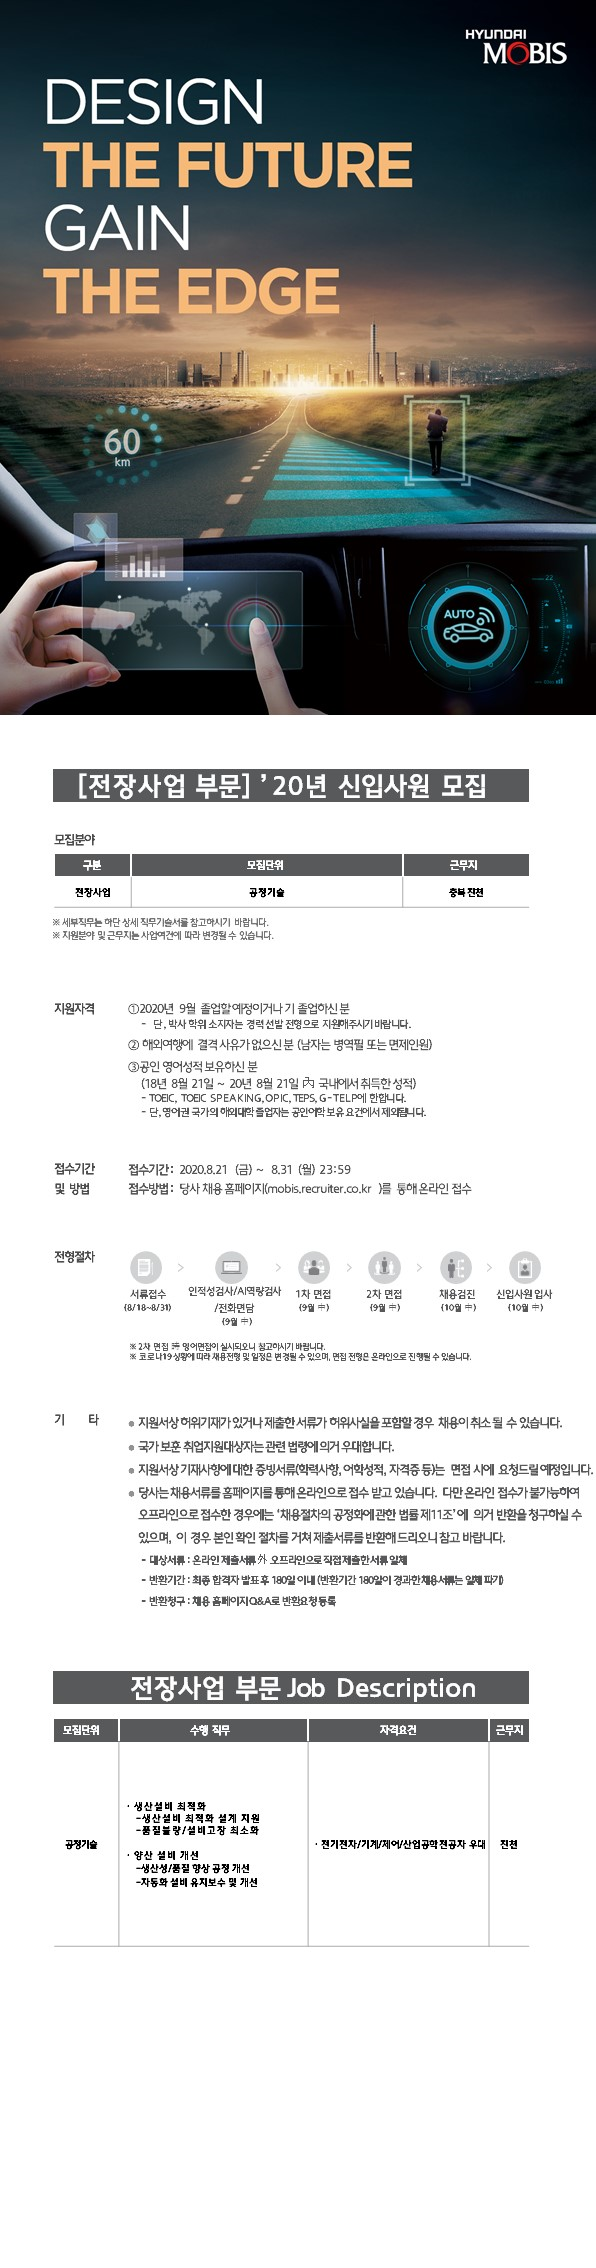 HYUNDAI
MOBIS
DESIGN
THE FUTURE
GAIN
THE EDGE
60
km
AUTO
22
[전장사업 부문] ’20년 신입사원 모집
모집분야
구분 모집단위 근무지
전장사업 공정기술 충북 진천
※ 세부직무는 하단 상세 직무기술서를 참고하시기 바랍니다.
※ 지원분야 및 근무지는 사업여건에 따라 변경될 수 있습니다.
지원자격 ①2020년 9월 졸업할 예정이거나 기 졸업하신 분
- 단, 박사 학위 소지자는 경력 선발 전형으로 지원해주시기 바랍니다.
② 해외여행에 결격 사유가 없으신 분 (남자는 병역필 또는 면제인원)
③공인 영어성적 보유하신 분
(18년 8월 21일 ~ 20년 8월 21일 內 국내에서 취득한 성적)
- TOEIC, TOEIC SPEAKING, OPIC, TEPS, G-TELP에 한합니다.
- 단, 영어권 국가의 해외대학 졸업자는 공인어학 보유 요건에서 제외됩니다.
접수기간 접수기간 : 2020.8.21 (금) ~ 8.31 (월) 23:59
및 방법 접수방법 : 당사 채용 홈페이지(mobis.recruiter.co.kr )를 통해 온라인 접수
전형절차
서류접수 인적성검사/AI역량검사 1차 면접 2차 면접 채용검진 신입사원 입사
(8/18~8/31) /전화면담 (9월 中) (9월 中) (10월 中) (10월 中)
(9월 中)
※ 2차 면접 時 영어면접이 실시되오니 참고하시기 바랍니다.
※ 코로나19 상황에 따라 채용전형 및 일정은 변경될 수 있으며, 면접 전형은 온라인으로 진행될 수 있습니다.
기 타 ● 지원서상 허위기재가 있거나 제출한 서류가 허위사실을 포함할 경우 채용이 취소 될 수 있습니다.
● 국가 보훈 취업지원대상자는 관련 법령에 의거 우대합니다.
● 지원서상 기재사항에 대한 증빙서류(학력사항, 어학성적, 자격증 등)는 면접 시에 요청드릴 예정입니다.
● 당사는 채용서류를 홈페이지를 통해 온라인으로 접수 받고 있습니다. 다만 온라인 접수가 불가능하여
오프라인으로 접수한 경우에는 ‘채용절차의 공정화에 관한 법률 제11조’에 의거 반환을 청구하실 수
있으며, 이 경우 본인 확인 절차를 거쳐 제출서류를 반환해 드리오니 참고 바랍니다.
- 대상서류 : 온라인 제출서류 外 오프라인으로 직접 제출한 서류 일체
- 반환기간 : 최종 합격자 발표 후 180일 이내 (반환기간 180일이 경과한 채용서류는 일체 파기)
- 반환청구 : 채용 홈페이지 Q&A로 반환요청 등록
전장사업 부문 Job Description
모집단위 수행 직무 자격요건 근무지
· 생산설비 최적화
-생산설비 최적화 설계 지원
-품질불량/설비고장 최소화
공정기술 · 전기전자/기계/제어/산업공학 전공자 우대 진천
· 양산 설비 개선
-생산성/품질 향상 공정 개선
-자동화 설비 유지보수 및 개선